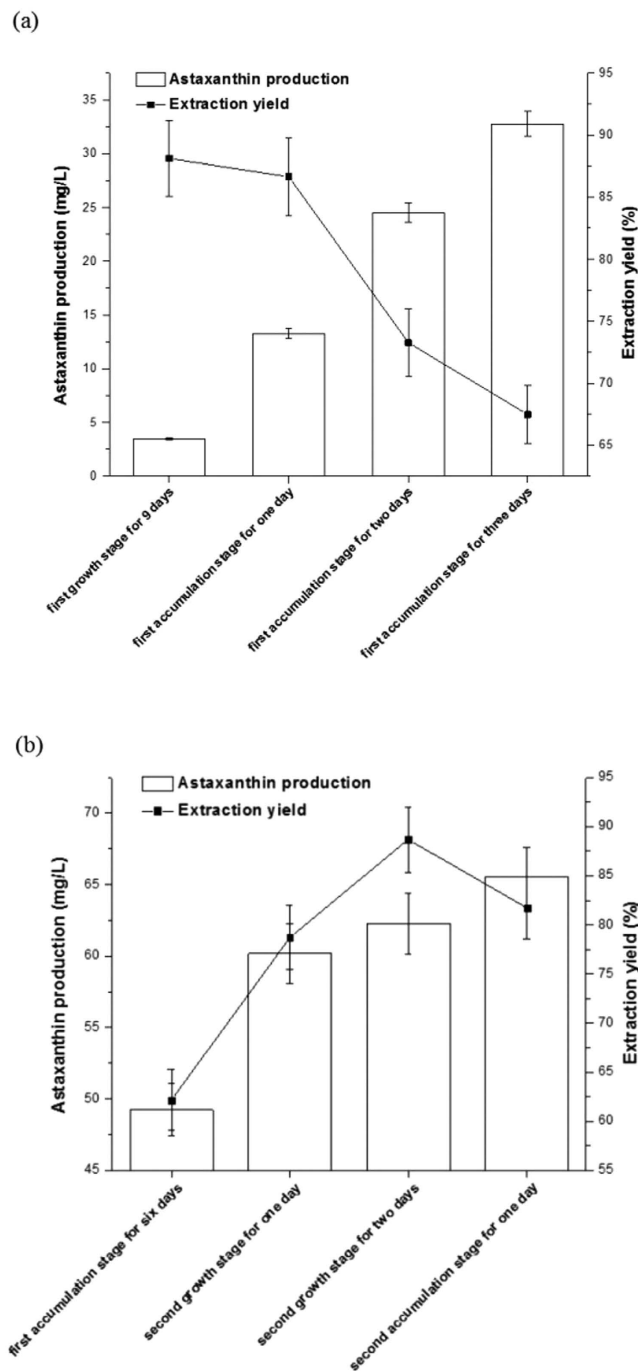 (a)
Astaxanthin production
Extraction yield
Astaxanthin production (mg/L)
35
30
25
20
15
10
5
0
95
90
85
80
75
70
65
Extraction yield (%)
first growth stage for 9 days
first accumulation stage for one day
first accumulation stage for two days
first accumulation stage for three days
(b)
Astaxanthin production
Extraction yield
Astaxanthin production (mg/L)
70
65
60
55
50
45
95
90
85
80
75
70
65
60
55
Extraction yield (%)
first accumulation stage for six days
second growth stage for one day
second growth stage for two days
second accumulation stage for one day